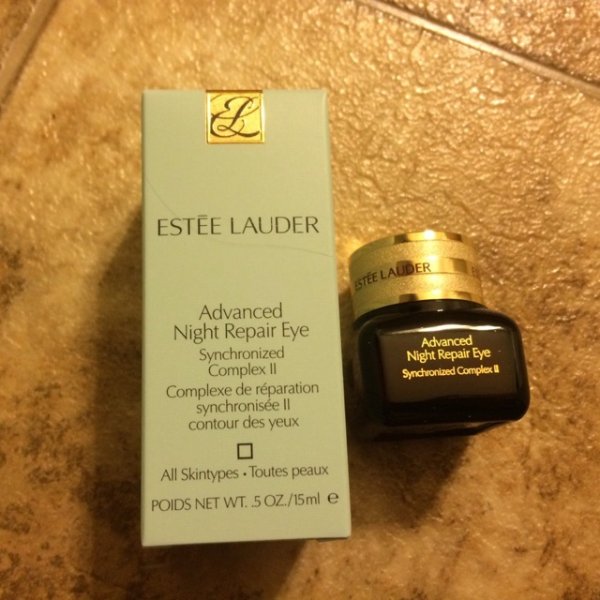 EL
ESTĒE LAUDER
Advanced
Night Repair Eye
Synchronized
Complex II
Complexe de réparation
synchronisée II
contour des yeux
All Skintypes • Toutes peaux
POIDS NET WT. .5 OZ./15ml e
ESTĒE LAUDER
Advanced
Night Repair Eye
Synchronized Complex II